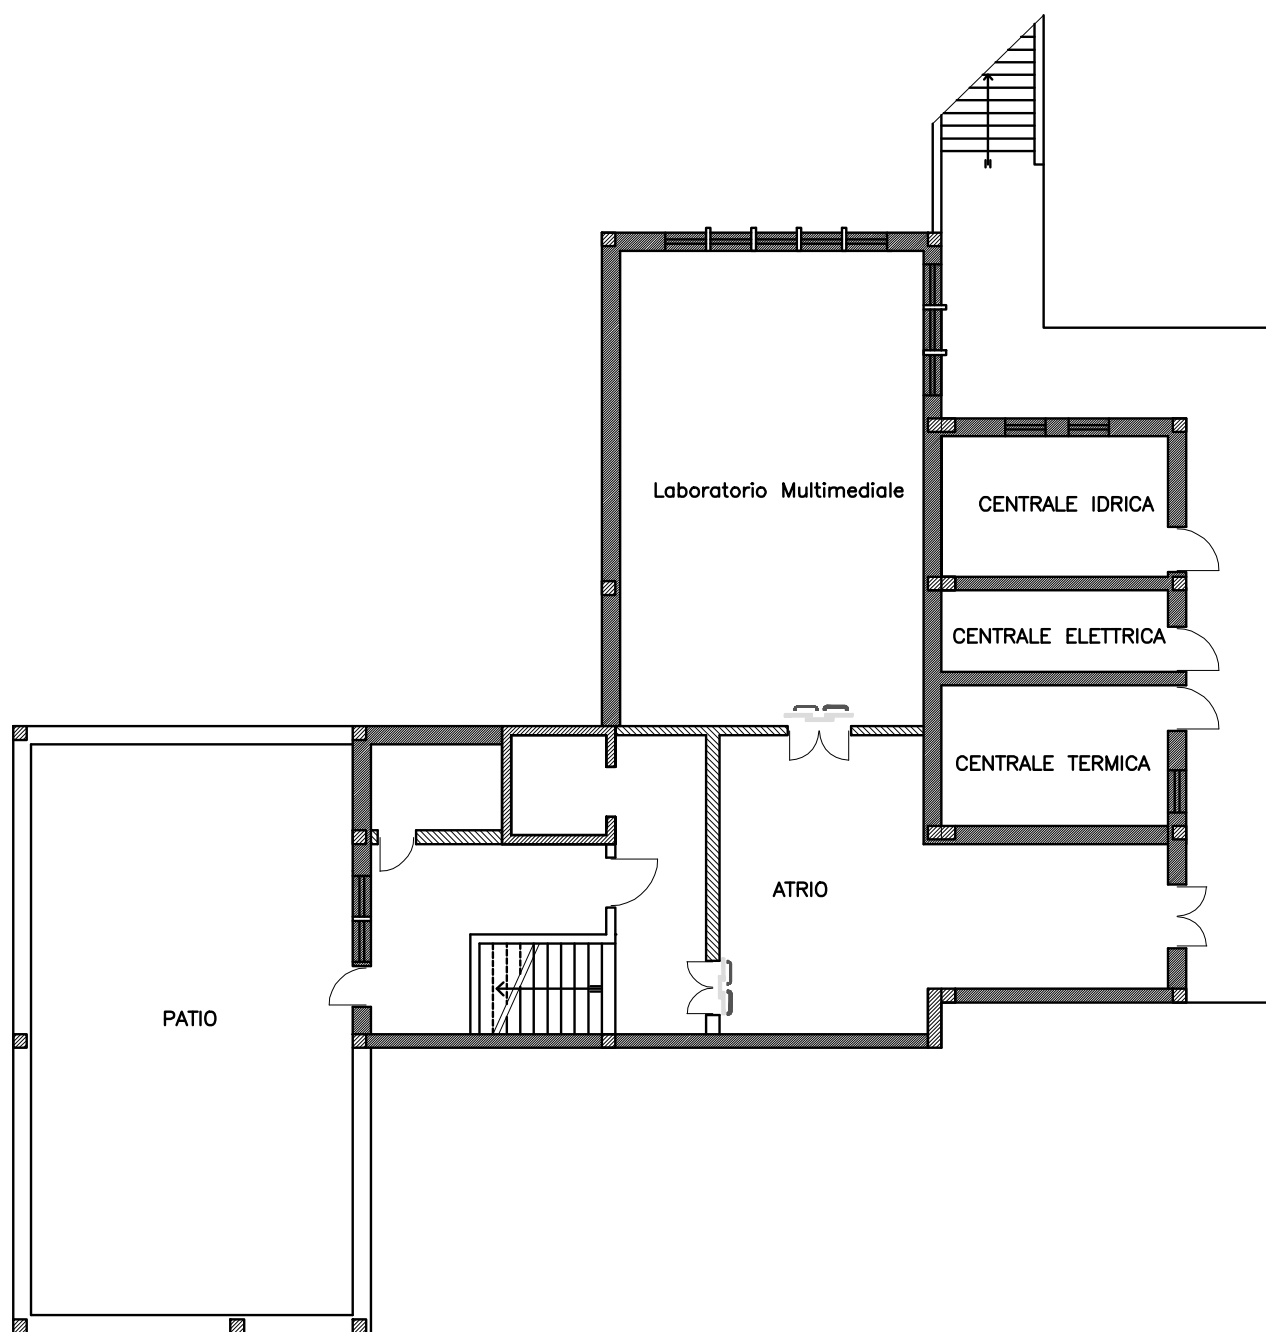 Laboratorio Multimediale
CENTRALE IDRICA
CENTRALE ELETTRICA
CENTRALE TERMICA
ATRIO
PATIO